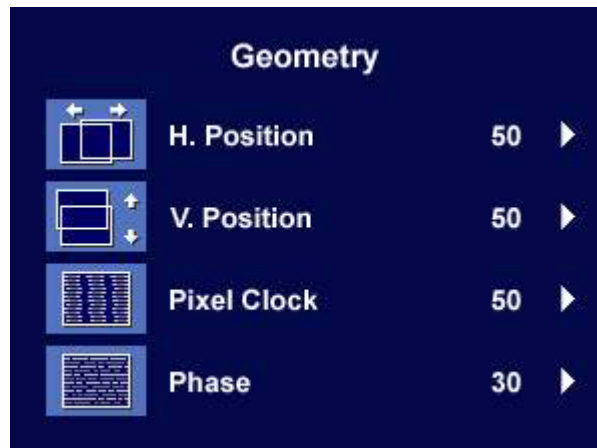 Geometry
H. Position 50
V. Position 50
Pixel Clock 50
Phase 30